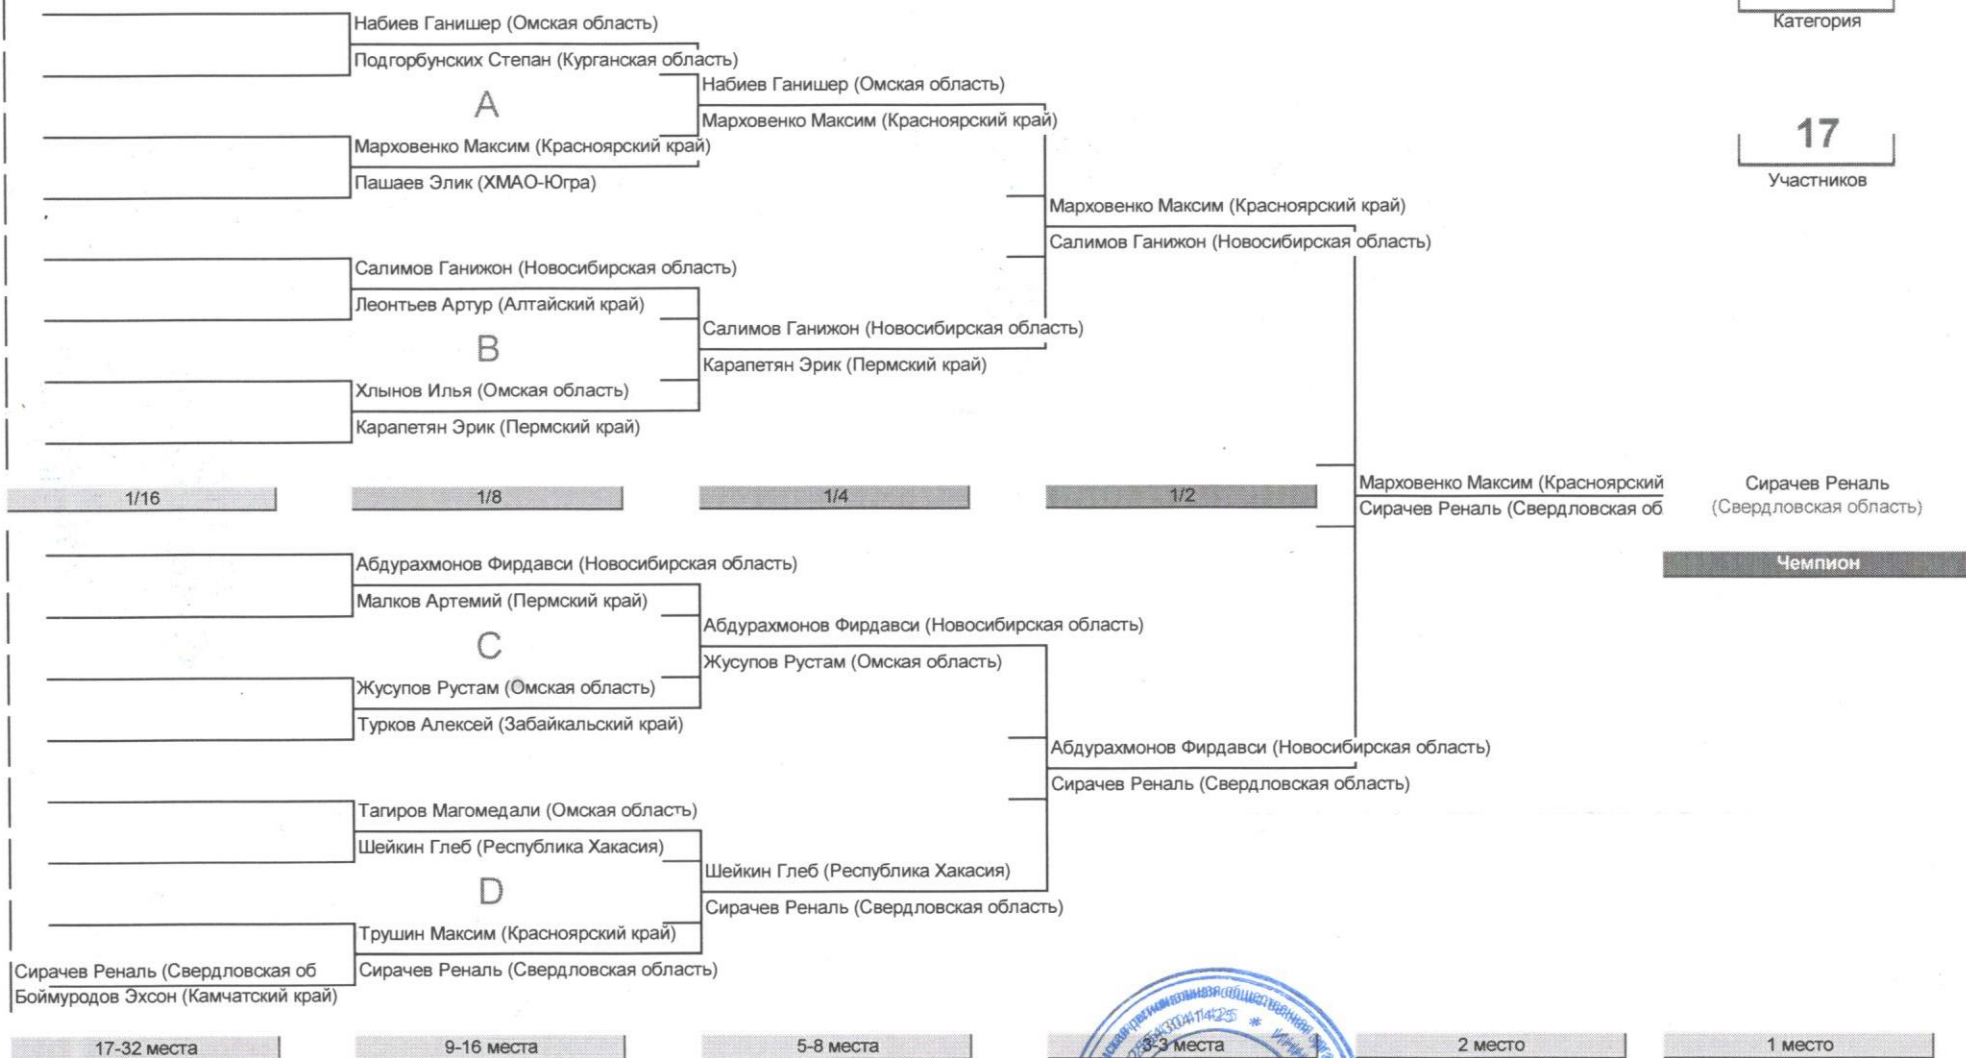 Категория
17
Участников
Набиев Ганишер (Омская область)
Подгорбунских Степан (Курганская область)
A
Марховенко Максим (Красноярский край)
Пашаев Элик (ХМАО-Югра)
Салимов Ганижон (Новосибирская область)
Леонтьев Артур (Алтайский край)
B
Хлынов Илья (Омская область)
Карапетян Эрик (Пермский край)
Набиев Ганишер (Омская область)
Марховенко Максим (Красноярский край)
Салимов Ганижон (Новосибирская область)
Карапетян Эрик (Пермский край)
Марховенко Максим (Красноярский край)
Салимов Ганижон (Новосибирская область)
1/16
1/8
1/4
1/2
Марховенко Максим (Красноярский
Сирачев Реналь (Свердловская об
Сирачев Реналь
(Свердловская область)
Чемпион
Абдурахмонов Фирдавси (Новосибирская область)
Малков Артемий (Пермский край)
C
Жусупов Рустам (Омская область)
Турков Алексей (Забайкальский край)
Тагиров Магомедали (Омская область)
Шейкин Глеб (Республика Хакасия)
D
Трушин Максим (Красноярский край)
Сирачев Реналь (Свердловская область)
Сирачев Реналь (Свердловская об
Боймуродов Эхсон (Камчатский край)
Абдурахмонов Фирдавси (Новосибирская область)
Жусупов Рустам (Омская область)
Шейкин Глеб (Республика Хакасия)
Сирачев Реналь (Свердловская область)
Абдурахмонов Фирдавси (Новосибирская область)
Сирачев Реналь (Свердловская область)
17-32 места
9-16 места
5-8 места
3-3 места
2 место
1 место